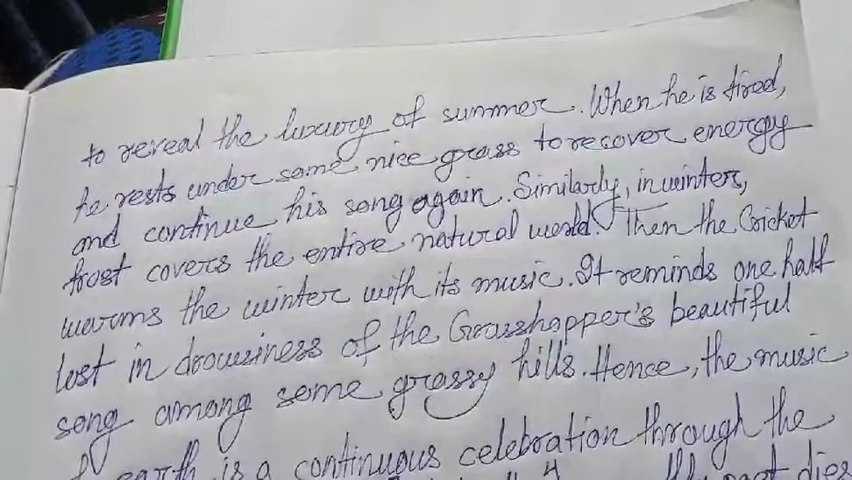 to reveal the luxury of summer. When he is tired,
he rests under some nice grass to recover energy
and continue his song again. Similarly, in winter,
frost covers the entire natural world. Then the Cricket
warms the winter with its music. It reminds one half
lost in drowsiness of the Grasshopper's beautiful
song among some grassy hills. Hence, the music
earth is a continuous celebration through the